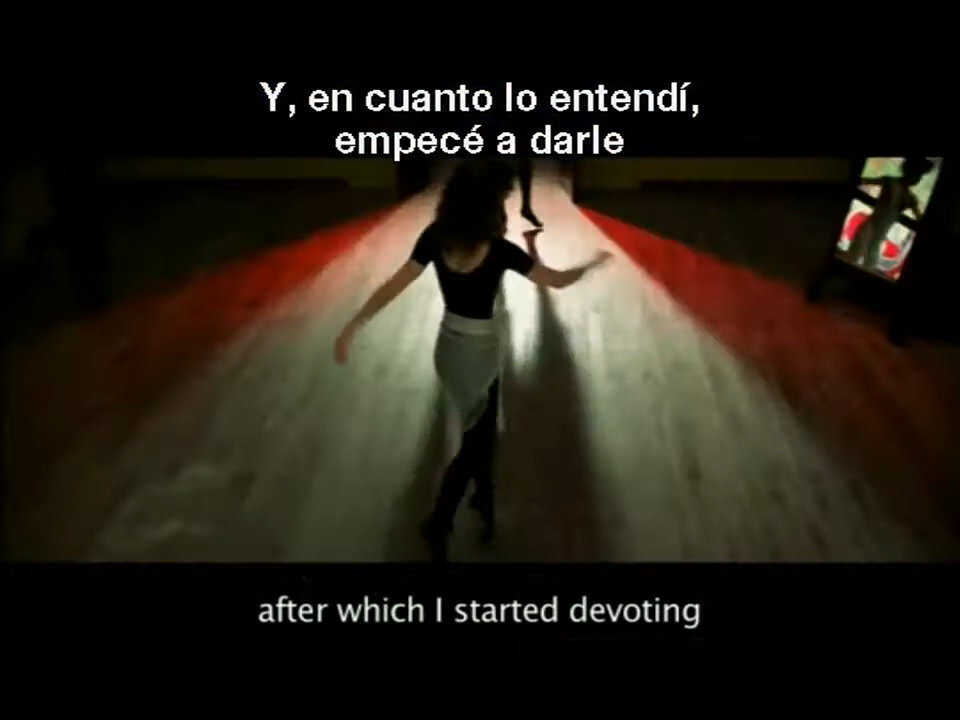 Y, en cuanto lo entendí,
empecé a darle
after which I started devoting